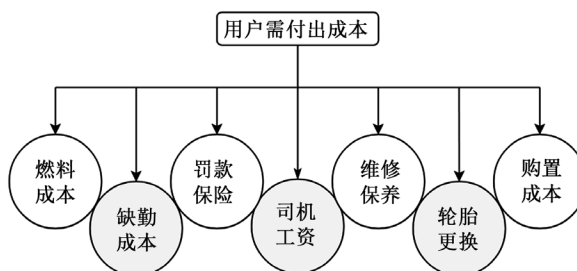 用户需付出成本
燃料
成本
缺勤
成本
罚款
保险
司机
工资
维修
保养
轮胎
更换
购置
成本